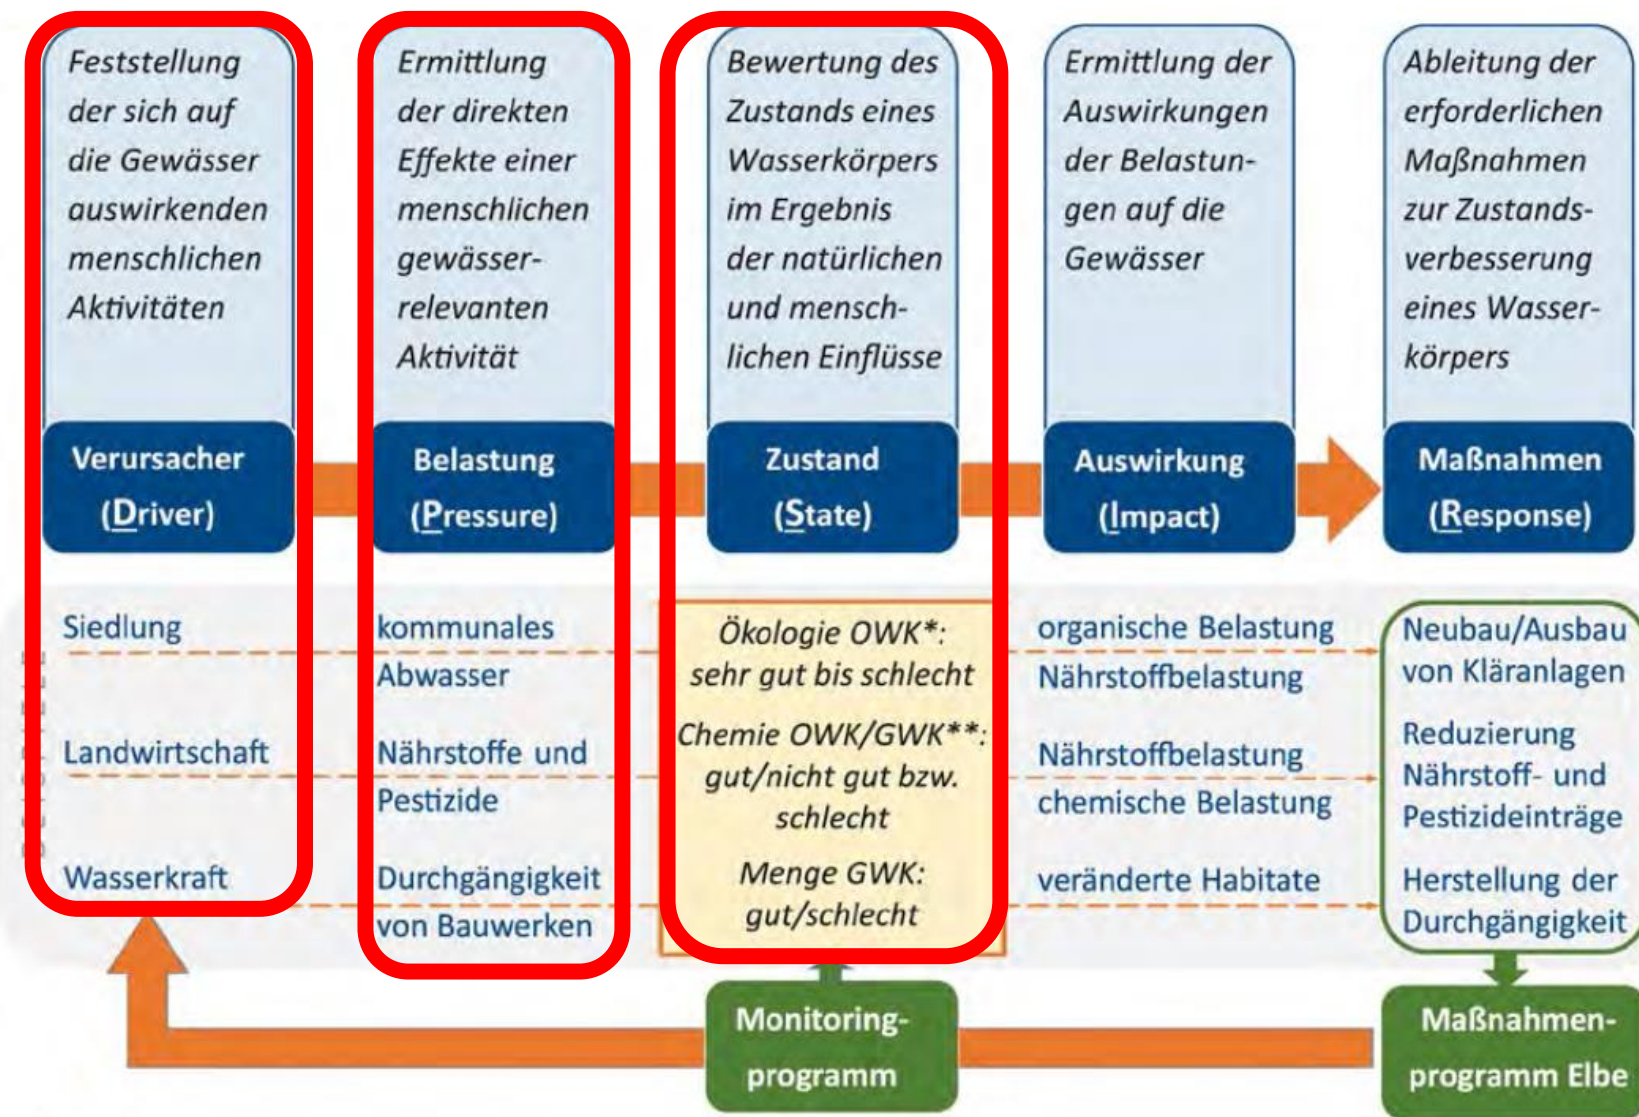 Feststellung
der sich auf
die Gewässer
auswirkenden
menschlichen
Aktivitäten
Verursacher
(Driver)
Ermittlung
der direkten
Effekte einer
menschlichen
gewässer-
relevanten
Aktivität
Belastung
(Pressure)
Bewertung des
Zustands eines
Wasserkörpers
im Ergebnis
der natürlichen
und mensch-
lichen Einflüsse
Zustand
(State)
Ermittlung der
Auswirkungen
der Belastun-
gen auf die
Gewässer
Auswirkung
(Impact)
Ableitung der
erforderlichen
Maßnahmen
zur Zustands-
verbesserung
eines Wasser-
körpers
Maßnahmen
(Response)
Siedlung
kommunales
Abwasser
Ökologie OWK*:
sehr gut bis schlecht
organische Belastung
Nährstoffbelastung
Neubau/Ausbau
von Kläranlagen
Landwirtschaft
Nährstoffe und
Pestizide
Chemie OWK/GWK**:
gut/nicht gut bzw.
schlecht
Nährstoffbelastung
chemische Belastung
Reduzierung
Nährstoff- und
Pestizideinträge
Wasserkraft
Durchgängigkeit
von Bauwerken
Menge GWK:
gut/schlecht
veränderte Habitate
Herstellung der
Durchgängigkeit
Monitoring-
programm
Maßnahmen-
programm Elbe